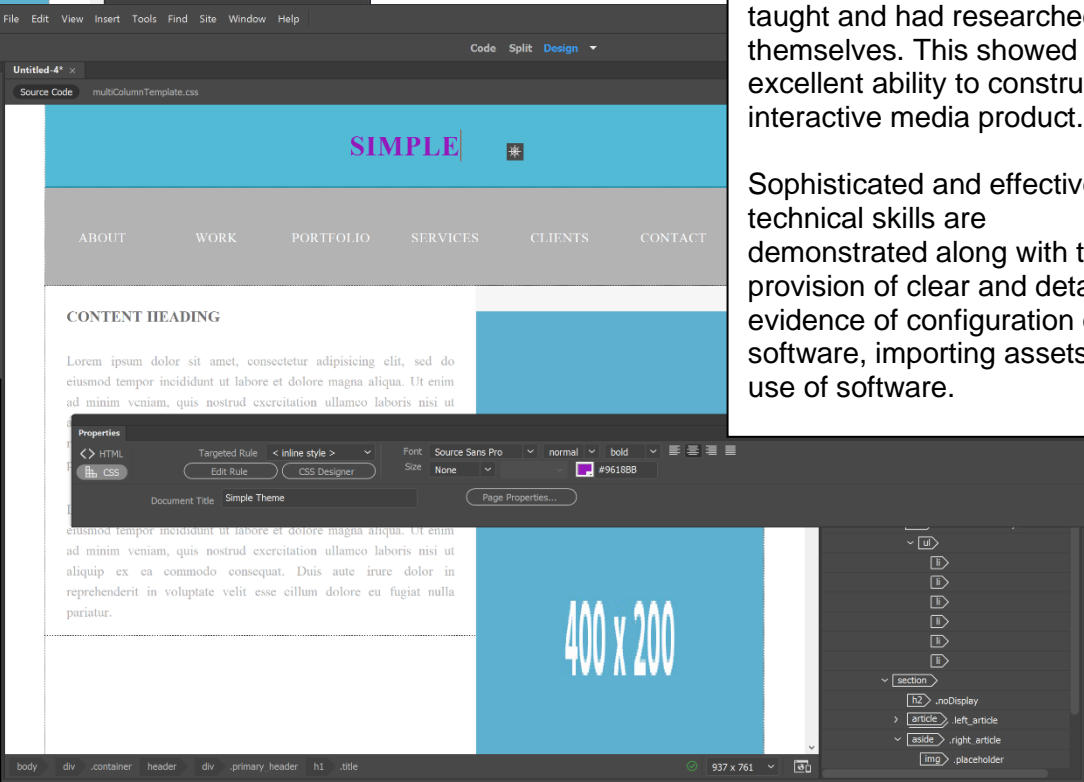 File Edit View Insert Tools Find Site Window Help
Code Split Design
Untitled-4* ×
Source Code multiColumnTemplate.css
SIMPLE
ABOUT WORK PORTFOLIO SERVICES CLIENTS CONTACT
CONTENT HEADING
Lorem ipsum dolor sit amet, consectetur adipisicing elit, sed do
eiusmod tempor incididunt ut labore et dolore magna aliqua. Ut enim
ad minim veniam, quis nostrud exercitation ullamco laboris nisi ut
Properties
<> HTML
Targeted Rule < inline style >
Font Source Sans Pro normal bold
CSS
Edit Rule CSS Designer
Size None #9618BB
Document Title Simple Theme
Page Properties...
eiusmod tempor incididunt ut labore et dolore magna aliqua. Ut enim
ad minim veniam, quis nostrud exercitation ullamco laboris nisi ut
aliquip ex ea commodo consequat. Duis aute irure dolor in
reprehenderit in voluptate velit esse cillum dolore eu fugiat nulla
pariatur.
400 x 200
ul
li
li
li
li
li
li
section
h2 .noDisplay
article .left_article
aside .right_article
img .placeholder
body div .container header div .primary_header h1 .title
937 x 761
taught and had
themselves. This showed
excellent ability to
interactive media product.
Sophisticated and
technical skills are
demonstrated along with
provision of clear and
evidence of configuration
software, importing assets
use of software.